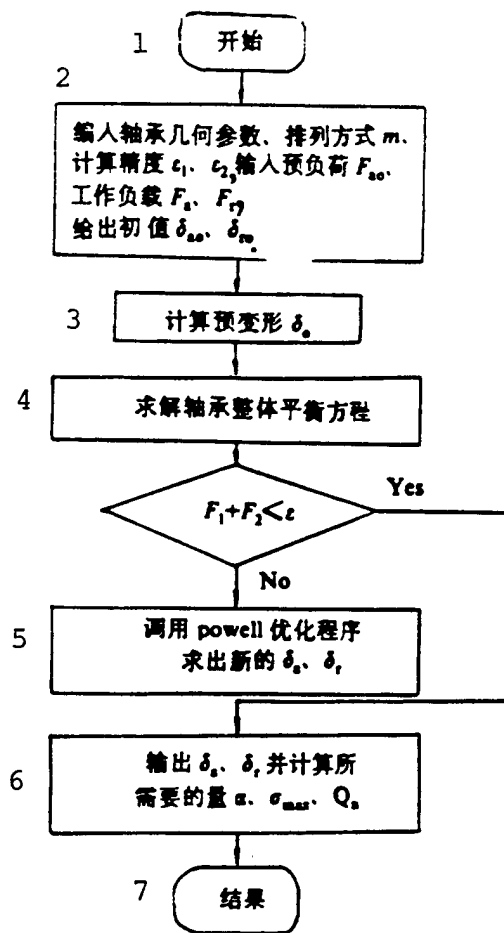 1
开始
2
编入轴承几何参数、排列方式 m、
计算精度 ε₁、ε₂,输入预负荷 Fₐₒ、
工作负载 Fₐ、Fᵣ,
给出初值 δₐₒ、δᵣₒ.
3
计算预变形 δₒ
4
求解轴承整体平衡方程
F₁+F₂<ε
Yes
No
5
调用 powell 优化程序
求出新的 δₐ、δᵣ
6
输出 δₐ、δᵣ 并计算所
需要的量 α、σmax、Qₐ
7
结果